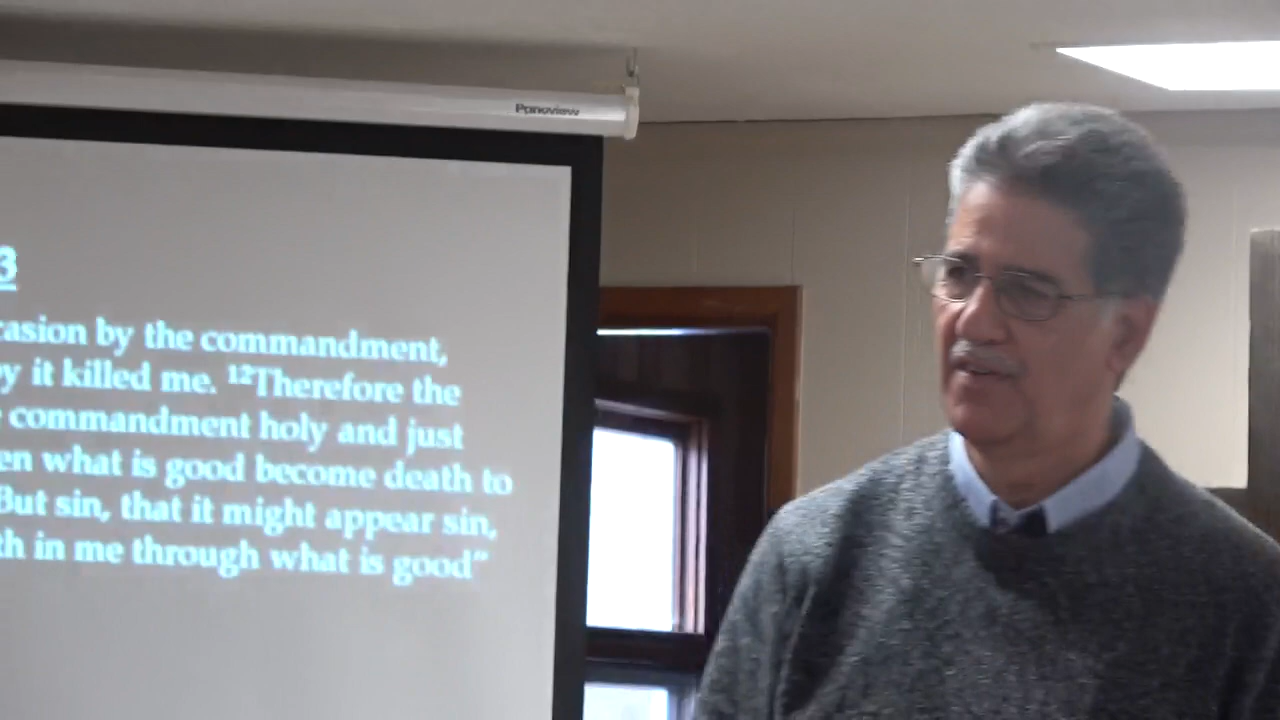 Panoview
3
casion by the commandment,
y it killed me. ¹²Therefore the
commandment holy and just
en what is good become death to
But sin, that it might appear sin,
th in me through what is good”